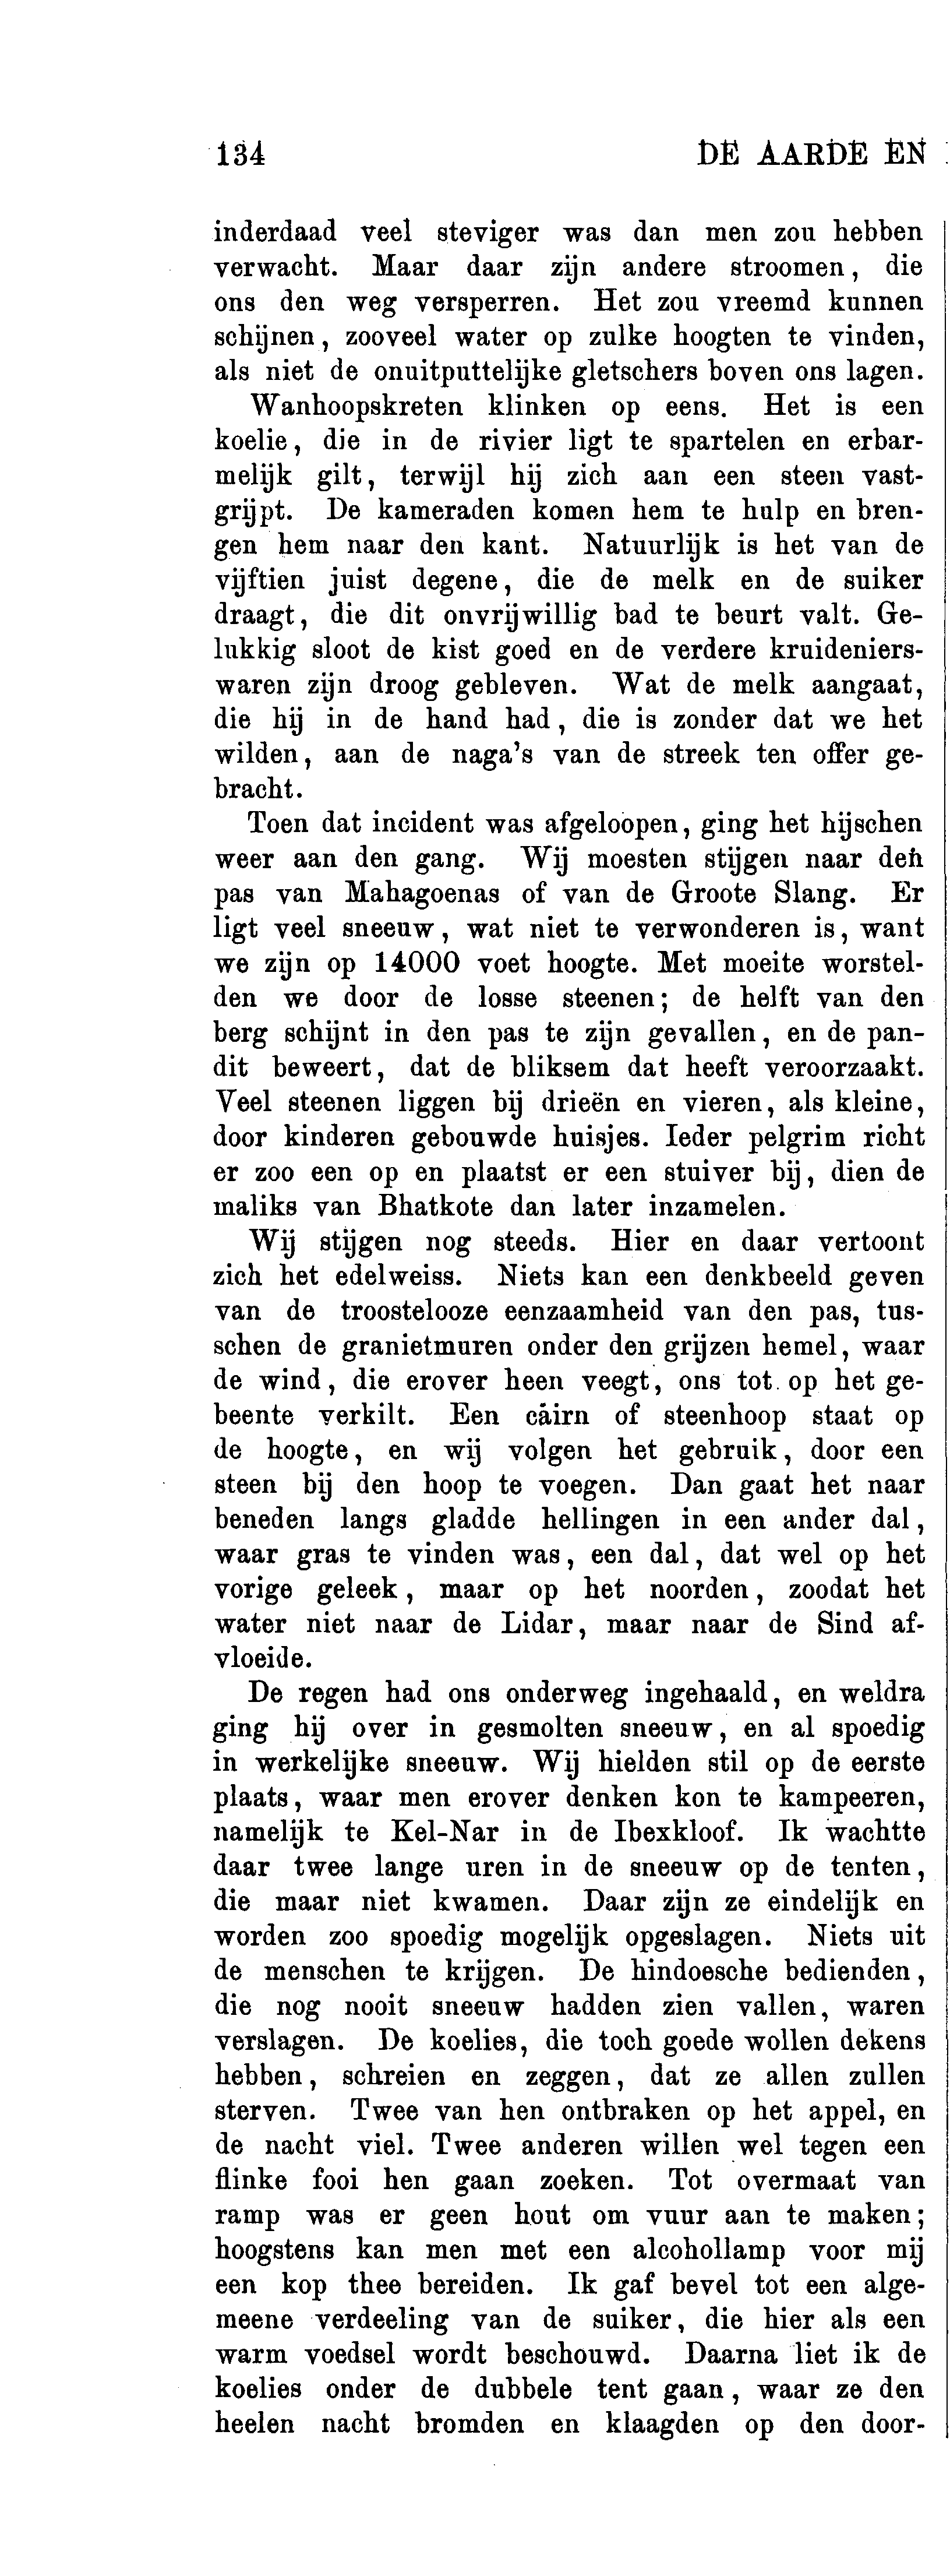 134 DE AARDE EN
inderdaad veel steviger was dan men zou hebben
verwacht. Maar daar zijn andere stroomen, die
ons den weg versperren. Het zou vreemd kunnen
schijnen, zooveel water op zulke hoogten te vinden,
als niet de onuitputtelijke gletschers boven ons lagen.
Wanhoopskreten klinken op eens. Het is een
koelie, die in de rivier ligt te spartelen en erbar-
melijk gilt, terwijl hij zich aan een steen vast-
grijpt. De kameraden komen hem te hulp en bren-
gen hem naar den kant. Natuurlijk is het van de
vijftien juist degene, die de melk en de suiker
draagt, die dit onvrijwillig bad te beurt valt. Ge-
lukkig sloot de kist goed en de verdere kruideniers-
waren zijn droog gebleven. Wat de melk aangaat,
die hij in de hand had, die is zonder dat we het
wilden, aan de naga's van de streek ten offer ge-
bracht.
Toen dat incident was afgeloopen, ging het hijschen
weer aan den gang. Wij moesten stijgen naar den
pas van Mahagoenas of van de Groote Slang. Er
ligt veel sneeuw, wat niet te verwonderen is, want
we zijn op 14000 voet hoogte. Met moeite worstel-
den we door de losse steenen; de helft van den
berg schijnt in den pas te zijn gevallen, en de pan-
dit beweert, dat de bliksem dat heeft veroorzaakt.
Veel steenen liggen bij drieën en vieren, als kleine,
door kinderen gebouwde huisjes. Ieder pelgrim richt
er zoo een op en plaatst er een stuiver bij, dien de
maliks van Bhatkote dan later inzamelen.
Wij stijgen nog steeds. Hier en daar vertoont
zich het edelweiss. Niets kan een denkbeeld geven
van de troostelooze eenzaamheid van den pas, tus-
schen de granietmuren onder den grijzen hemel, waar
de wind, die erover heen veegt, ons tot op het ge-
beente verkilt. Een cairn of steenhoop staat op
de hoogte, en wij volgen het gebruik, door een
steen bij den hoop te voegen. Dan gaat het naar
beneden langs gladde hellingen in een ander dal,
waar gras te vinden was, een dal, dat wel op het
vorige geleek, maar op het noorden, zoodat het
water niet naar de Lidar, maar naar de Sind af-
vloeide.
De regen had ons onderweg ingehaald, en weldra
ging hij over in gesmolten sneeuw, en al spoedig
in werkelijke sneeuw. Wij hielden stil op de eerste
plaats, waar men erover denken kon te kampeeren,
namelijk te Kel-Nar in de Ibexkloof. Ik wachtte
daar twee lange uren in de sneeuw op de tenten,
die maar niet kwamen. Daar zijn ze eindelijk en
worden zoo spoedig mogelijk opgeslagen. Niets uit
de menschen te krijgen. De hindoesche bedienden,
die nog nooit sneeuw hadden zien vallen, waren
verslagen. De koelies, die toch goede wollen dekens
hebben, schreien en zeggen, dat ze allen zullen
sterven. Twee van hen ontbraken op het appel, en
de nacht viel. Twee anderen willen wel tegen een
flinke fooi hen gaan zoeken. Tot overmaat van
ramp was er geen hout om vuur aan te maken;
hoogstens kan men met een alcohollamp voor mij
een kop thee bereiden. Ik gaf bevel tot een alge-
meene verdeeling van de suiker, die hier als een
warm voedsel wordt beschouwd. Daarna liet ik de
koelies onder de dubbele tent gaan, waar ze den
heelen nacht bromden en klaagden op den door-